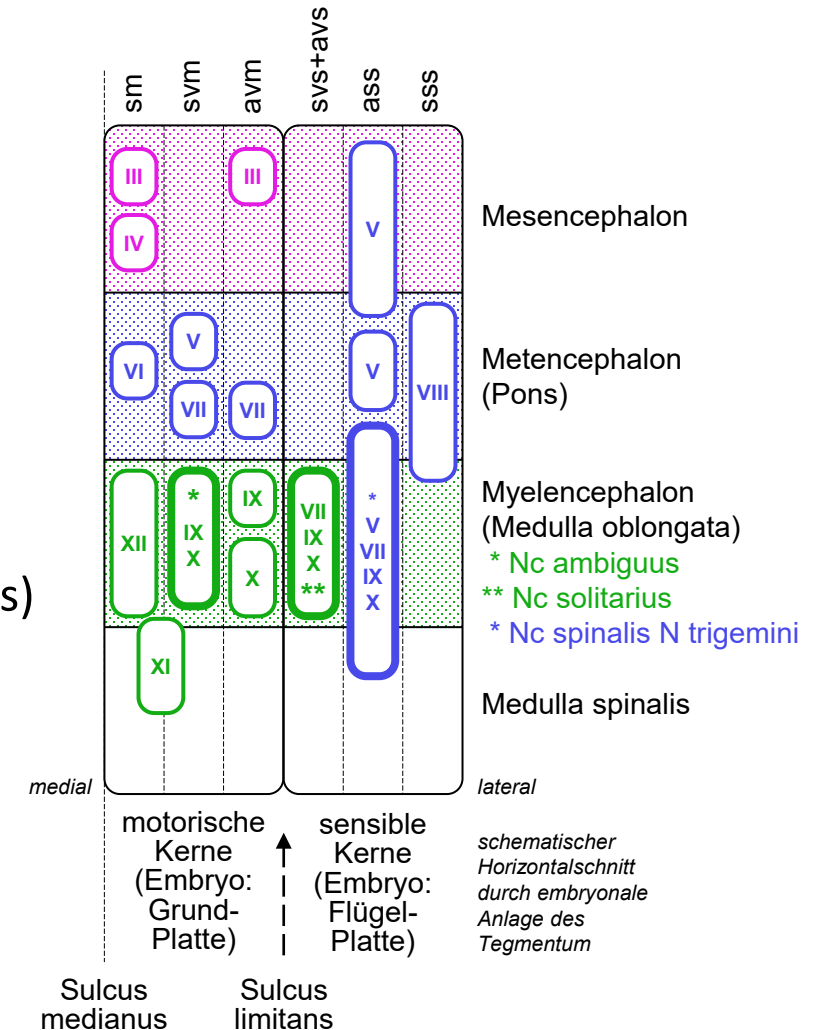 sm
svm
avm
svs+avs
ass
sss
III
III
IV
V
Mesencephalon
V
VI
VII
VII
V
VIII
Metencephalon
(Pons)
XII
*
IX
X
IX
X
VII
IX
X
**
*
V
VII
IX
X
Myelencephalon
(Medulla oblongata)
* Nc ambiguus
** Nc solitarius
* Nc spinalis N trigemini
s)
XI
Medulla spinalis
medial
lateral
motorische
Kerne
(Embryo:
Grund-
Platte)
sensible
Kerne
(Embryo:
Flügel-
Platte)
schematischer
Horizontalschnitt
durch embryonale
Anlage des
Tegmentum
Sulcus
medianus
Sulcus
limitans